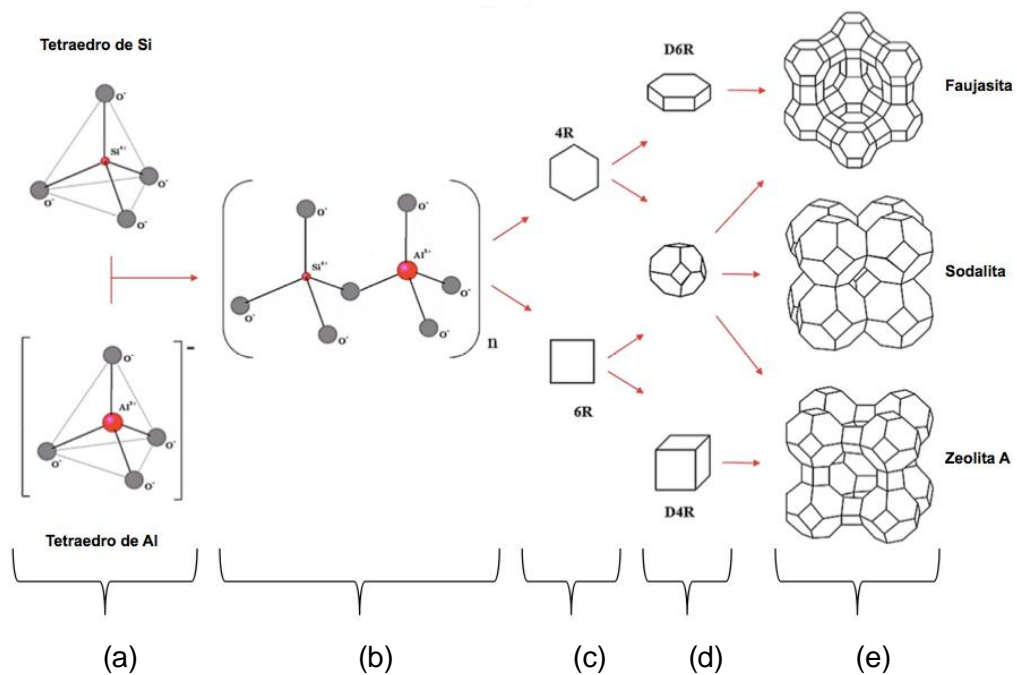 Tetraedro de Si
O-
Si4+
O-
O-
O-
O-
Al3+
O-
O-
O-
-
Tetraedro de Al
O-
O-
Si4+
Al3+
O-
O-
O-
O-
n
4R
6R
D6R
D4R
Faujasita
Sodalita
Zeolita A
(a) (b) (c) (d) (e)